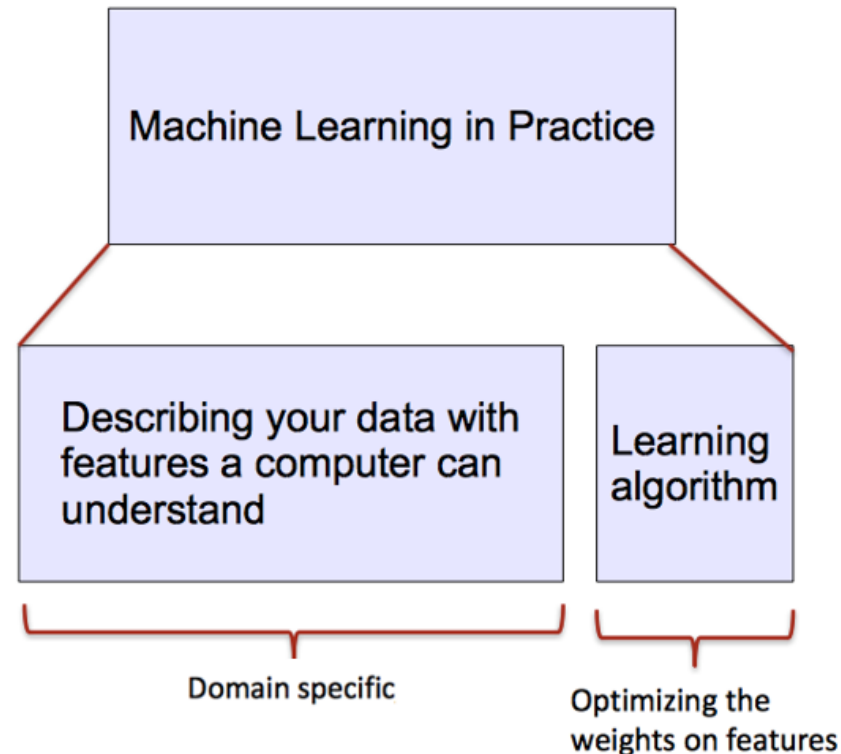 Machine Learning in Practice
Describing your data with
features a computer can
understand
Learning
algorithm
Domain specific
Optimizing the
weights on features